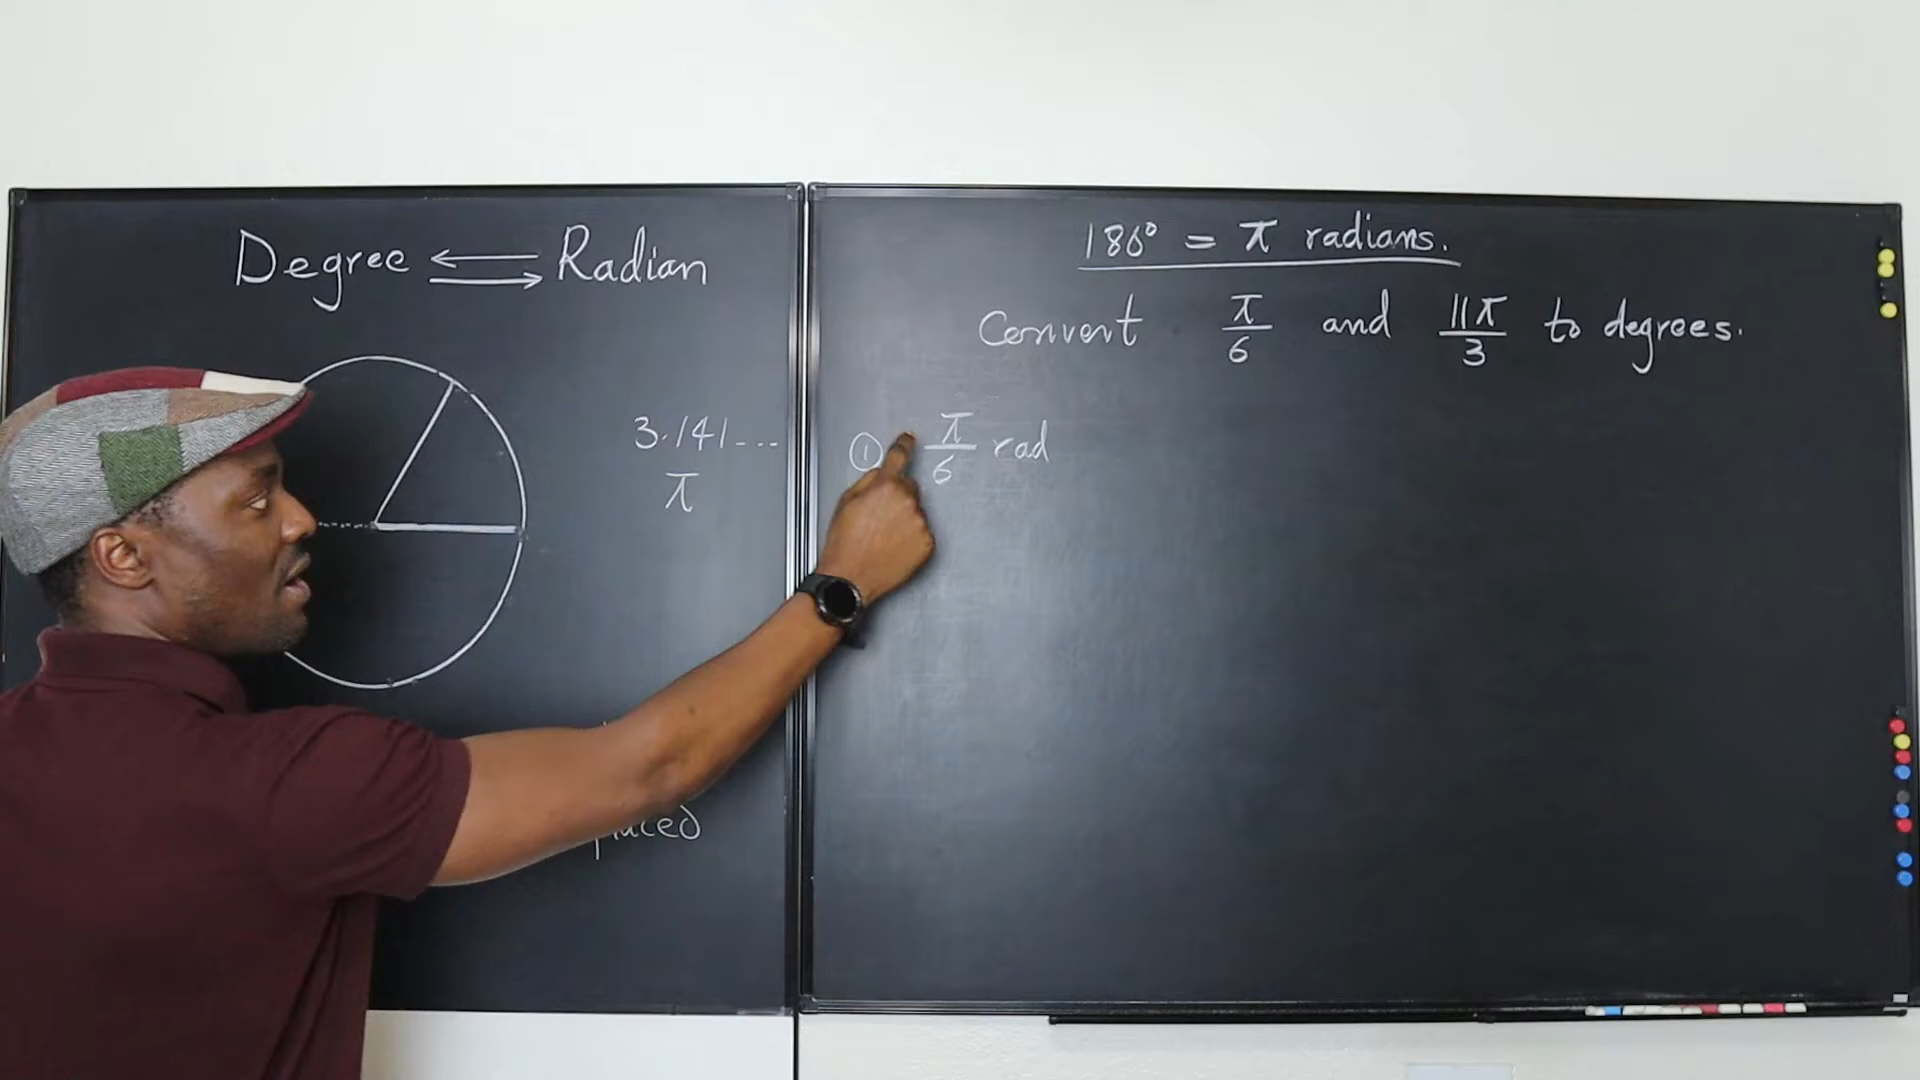 Degree ⇄ Radian
3.141...
π
180° = π radians.
Convert π/6 and 11π/3 to degrees.
① π/6 rad